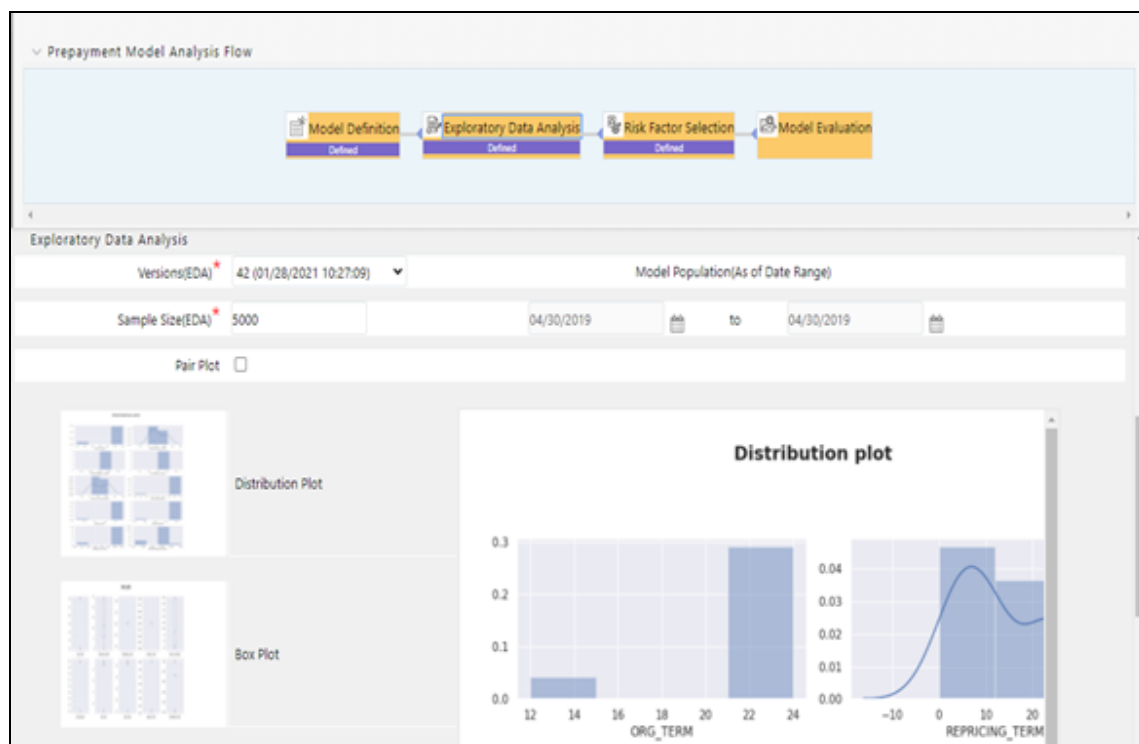 Prepayment Model Analysis Flow
Model Definition
Defined
Exploratory Data Analysis
Defined
Risk Factor Selection
Defined
Model Evaluation
Exploratory Data Analysis
Versions(EDA)* 42 (01/28/2021 10:27:09) Model Population(As of Date Range)
Sample Size(EDA)* 5000 04/30/2019 to 04/30/2019
Pair Plot
Distribution Plot
Box Plot
Distribution plot
0.3
0.2
0.1
0.0
12 14 16 18 20 22 24
ORG_TERM
0.04
0.03
0.02
0.01
0.00
−10 0 10 20
REPRICING_TERM